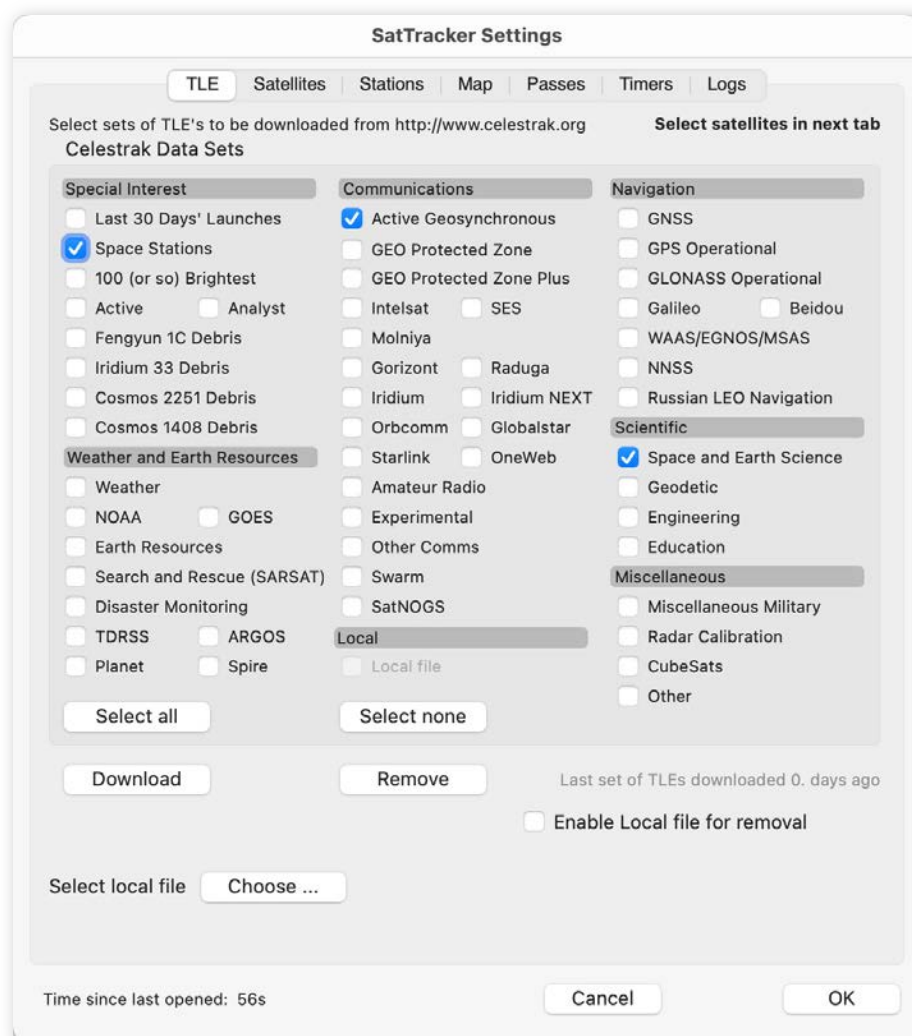 SatTracker Settings
TLE Satellites Stations Map Passes Timers Logs
Select sets of TLE's to be downloaded from http://www.celestrak.org
Select satellites in next tab
Celestrak Data Sets
Special Interest
Last 30 Days' Launches
Space Stations
100 (or so) Brightest
Active Analyst
Fengyun 1C Debris
Iridium 33 Debris
Cosmos 2251 Debris
Cosmos 1408 Debris
Weather and Earth Resources
Weather
NOAA GOES
Earth Resources
Search and Rescue (SARSAT)
Disaster Monitoring
TDRSS ARGOS
Planet Spire
Select all
Communications
Active Geosynchronous
GEO Protected Zone
GEO Protected Zone Plus
Intelsat SES
Molniya
Gorizont Raduga
Iridium Iridium NEXT
Orbcomm Globalstar
Starlink OneWeb
Amateur Radio
Experimental
Other Comms
Swarm
SatNOGS
Local
Local file
Select none
Navigation
GNSS
GPS Operational
GLONASS Operational
Galileo Beidou
WAAS/EGNOS/MSAS
NNSS
Russian LEO Navigation
Scientific
Space and Earth Science
Geodetic
Engineering
Education
Miscellaneous
Miscellaneous Military
Radar Calibration
CubeSats
Other
Download Remove Last set of TLEs downloaded 0. days ago
Enable Local file for removal
Select local file Choose ...
Time since last opened: 56s Cancel OK